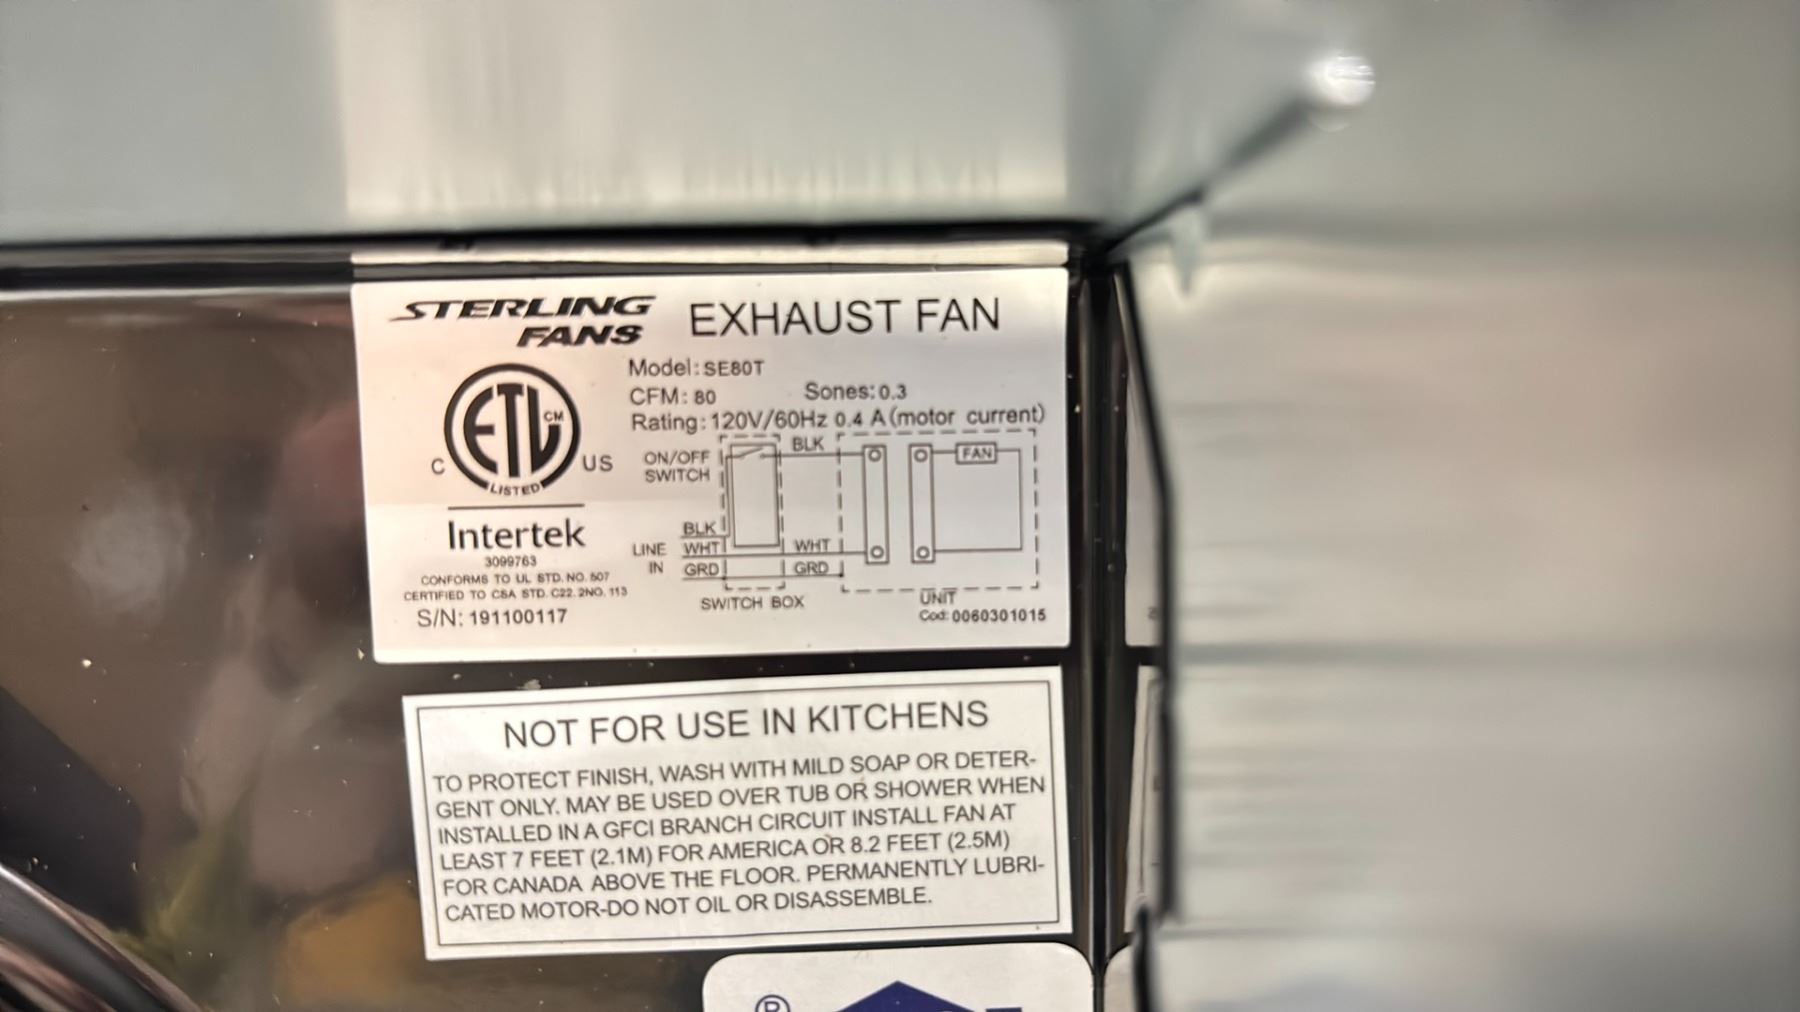 STERLING
FANS
EXHAUST FAN
Model: SE80T
CFM: 80 Sones: 0.3
Rating: 120V/60Hz 0.4 A (motor current)
ETL CM
C US
LISTED
Intertek
3099763
CONFORMS TO UL STD. NO. 507
CERTIFIED TO CSA STD. C22. 2NO. 113
S/N: 191100117
ON/OFF
SWITCH
BLK
FAN
BLK
LINE WHT WHT
IN GRD GRD
SWITCH BOX
UNIT
Cod: 0060301015
NOT FOR USE IN KITCHENS
TO PROTECT FINISH, WASH WITH MILD SOAP OR DETER-
GENT ONLY. MAY BE USED OVER TUB OR SHOWER WHEN
INSTALLED IN A GFCI BRANCH CIRCUIT INSTALL FAN AT
LEAST 7 FEET (2.1M) FOR AMERICA OR 8.2 FEET (2.5M)
FOR CANADA ABOVE THE FLOOR. PERMANENTLY LUBRI-
CATED MOTOR-DO NOT OIL OR DISASSEMBLE.
®